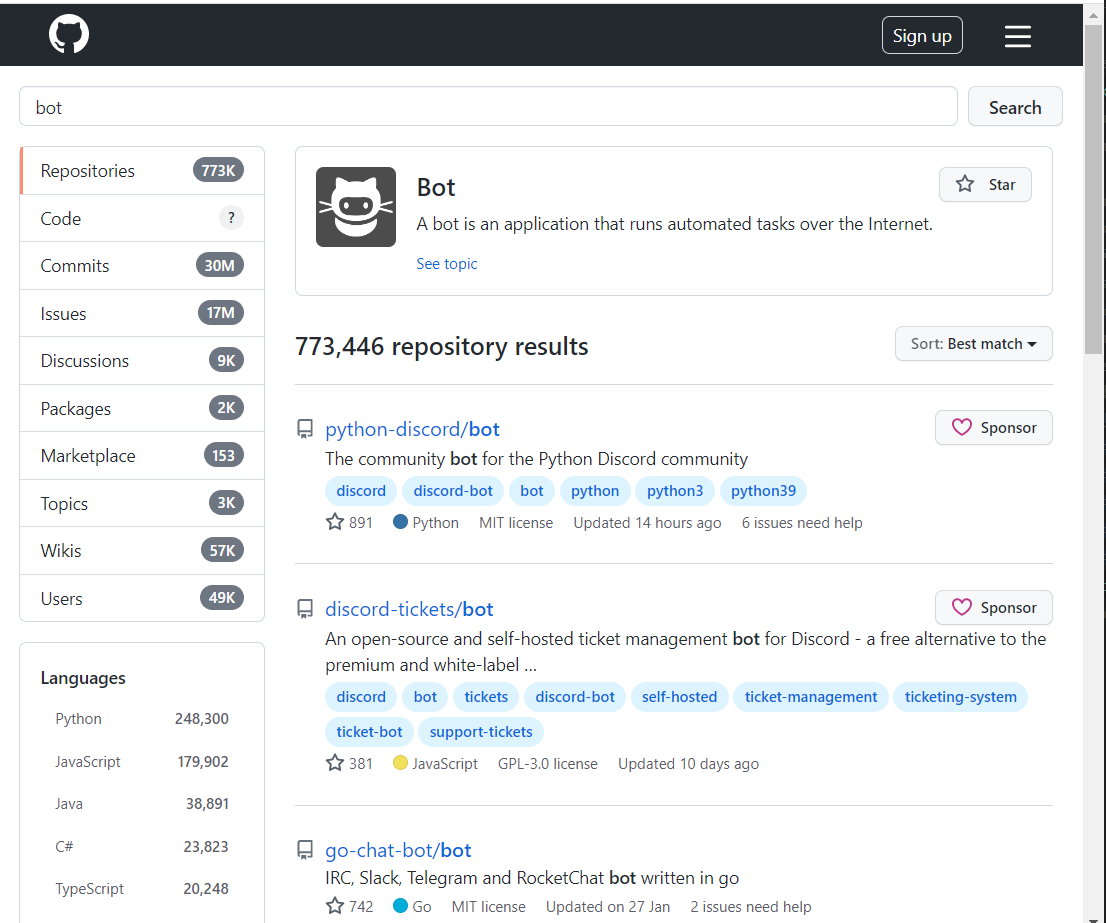 Sign up
bot
Search
Repositories 773K
Code ?
Commits 30M
Issues 17M
Discussions 9K
Packages 2K
Marketplace 153
Topics 3K
Wikis 57K
Users 49K
Languages
Python 248,300
JavaScript 179,902
Java 38,891
C# 23,823
TypeScript 20,248
Bot
Star
A bot is an application that runs automated tasks over the Internet.
See topic
773,446 repository results
Sort: Best match
python-discord/bot
Sponsor
The community bot for the Python Discord community
discord discord-bot bot python python3 python39
891 Python MIT license Updated 14 hours ago 6 issues need help
discord-tickets/bot
Sponsor
An open-source and self-hosted ticket management bot for Discord - a free alternative to the
premium and white-label ...
discord bot tickets discord-bot self-hosted ticket-management ticketing-system
ticket-bot support-tickets
381 JavaScript GPL-3.0 license Updated 10 days ago
go-chat-bot/bot
IRC, Slack, Telegram and RocketChat bot written in go
742 Go MIT license Updated on 27 Jan 2 issues need help